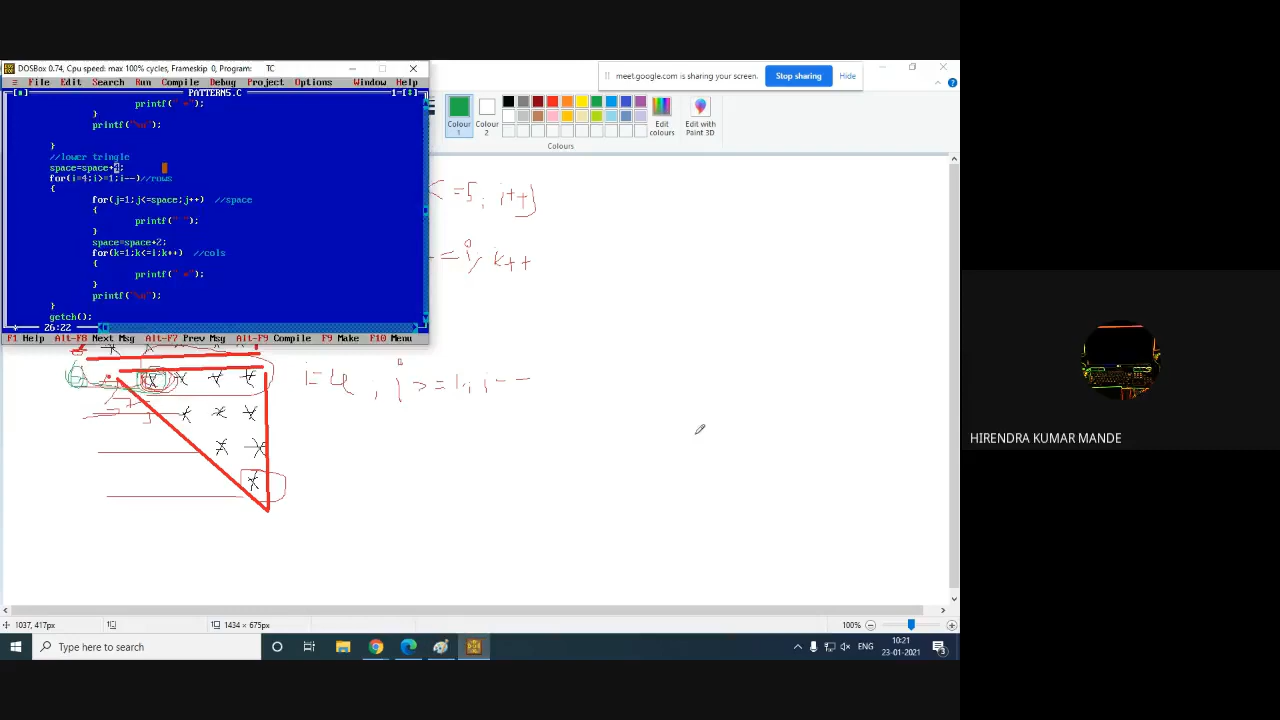 DOSBox 0.74, Cpu speed: max 100% cycles, Frameskip 0, Program: TC
File Edit Search Run Compile Debug Project Options Window Help
PATTERN5.C
printf(" *");
}
printf("\n");
}
//lower tringle
space=space+4;
for(i=4;i>=1;i--)//rows
{
for(j=1;j<=space;j++) //space
{
printf(" ");
}
space=space+2;
for(k=1;k<=i;k++) //cols
{
printf(" *");
}
printf("\n");
}
getch();
26:22
F1 Help Alt-F8 Next Msg Alt-F7 Prev Msg Alt-F9 Compile F9 Make F10 Menu
meet.google.com is sharing your screen.
Stop sharing
Hide
Colour 1
Colour 2
Edit colours
Edit with Paint 3D
Colours
<=5; i++)
<=i; k++
i=4 ; i>=1; i--
* * * *
* * *
* *
*
HIRENDRA KUMAR MANDE
1037, 417px
1434 × 675px
100%
Type here to search
ENG
10:21
23-01-2021